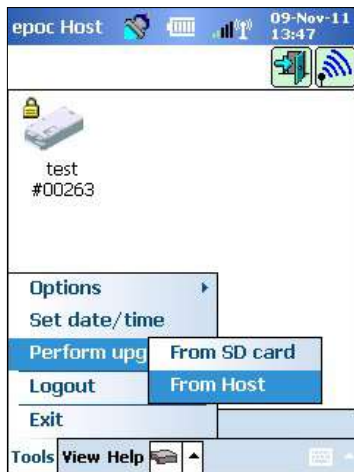 epoc Host 09-Nov-11
13:47
test
#00263
Options
Set date/time
Perform upg
From SD card
From Host
Logout
Exit
Tools View Help